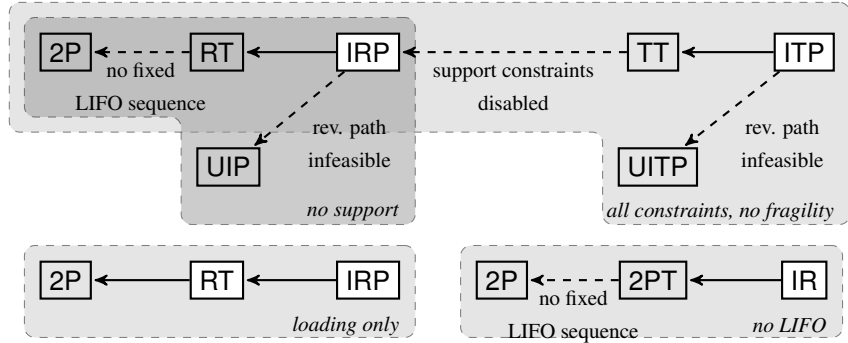 2P RT IRP TT ITP
no fixed
LIFO sequence
support constraints
disabled
rev. path
infeasible
rev. path
infeasible
UIP
UITP
no support
all constraints, no fragility
2P RT IRP
loading only
2P 2PT IR
no fixed
LIFO sequence
no LIFO